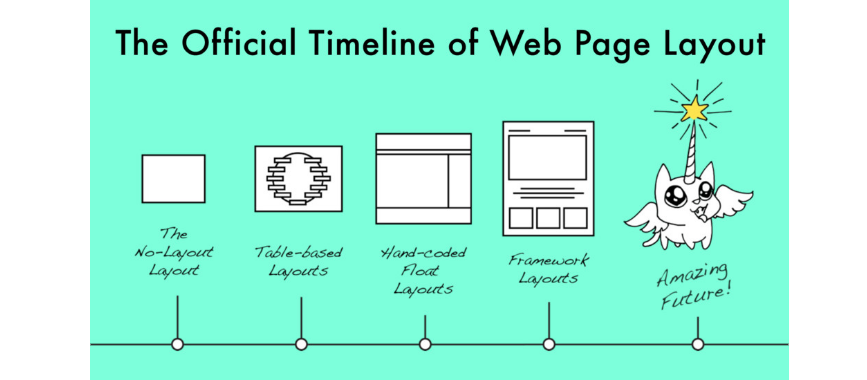 The Official Timeline of Web Page Layout
The
No-Layout
Layout
Table-based
Layouts
Hand-coded
Float
Layouts
Framework
Layouts
Amazing
Future!